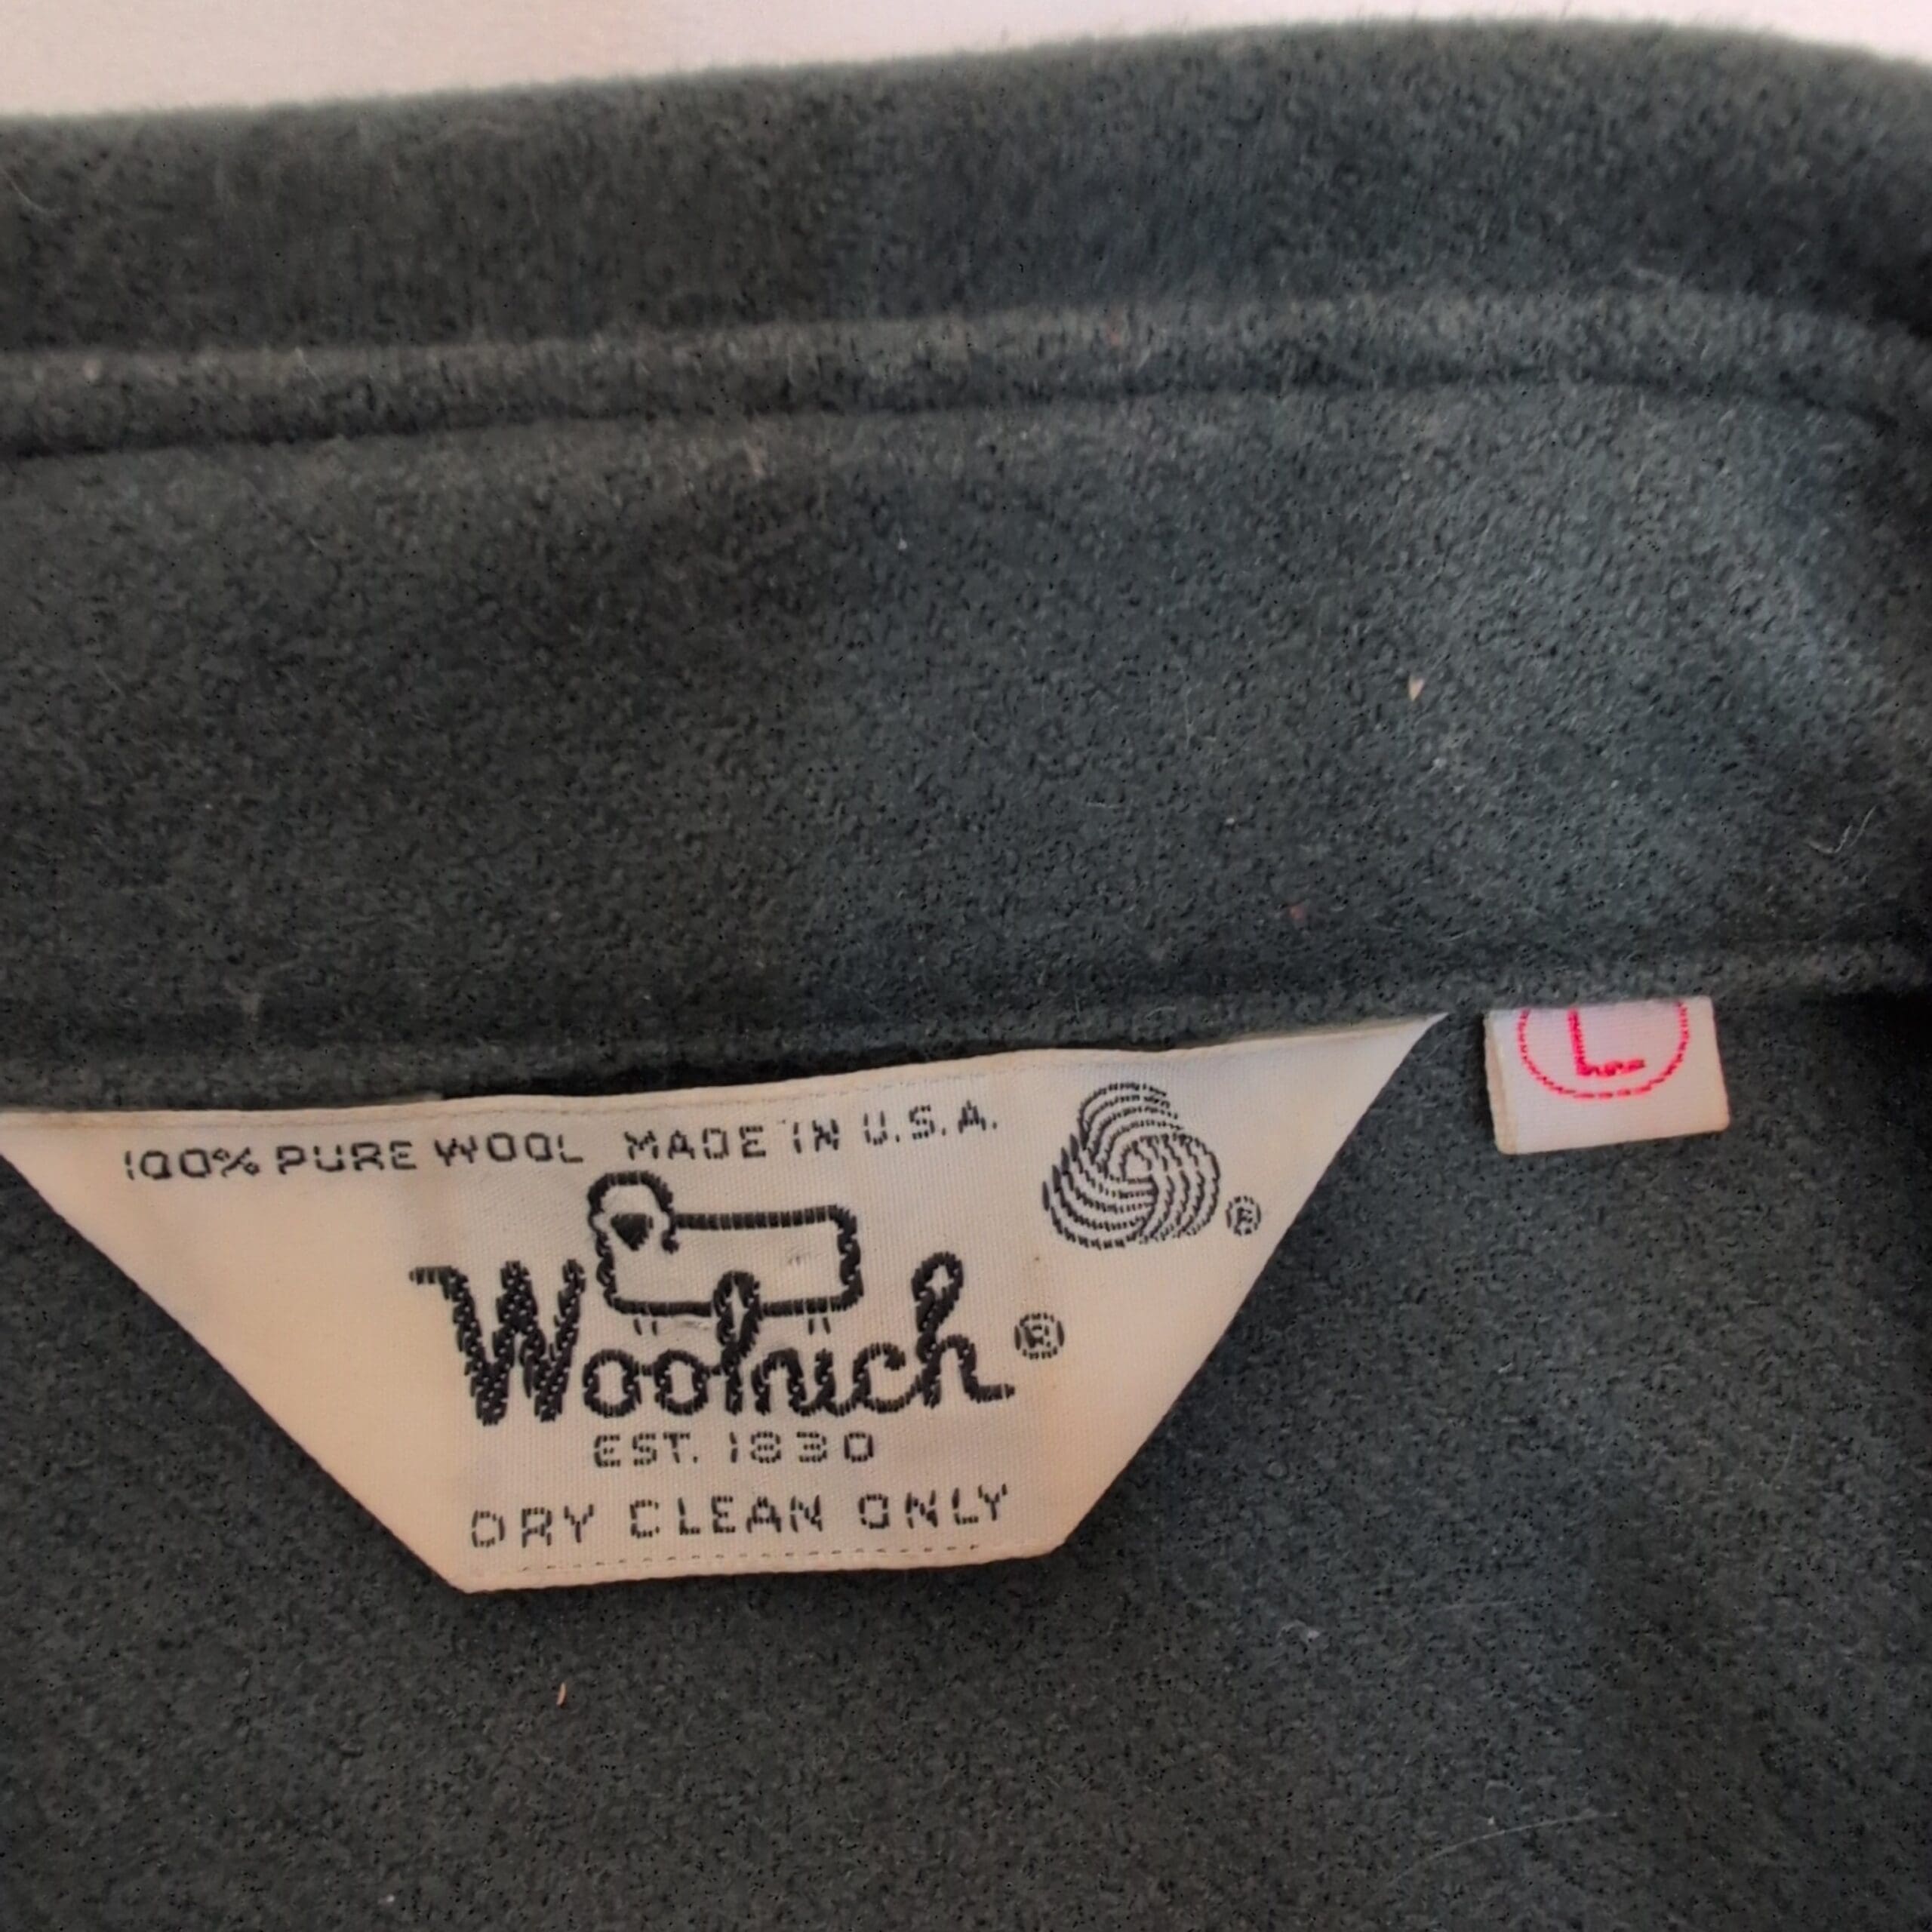 100% PURE WOOL MADE IN U.S.A.
®
Woolrich®
EST. 1830
DRY CLEAN ONLY
L